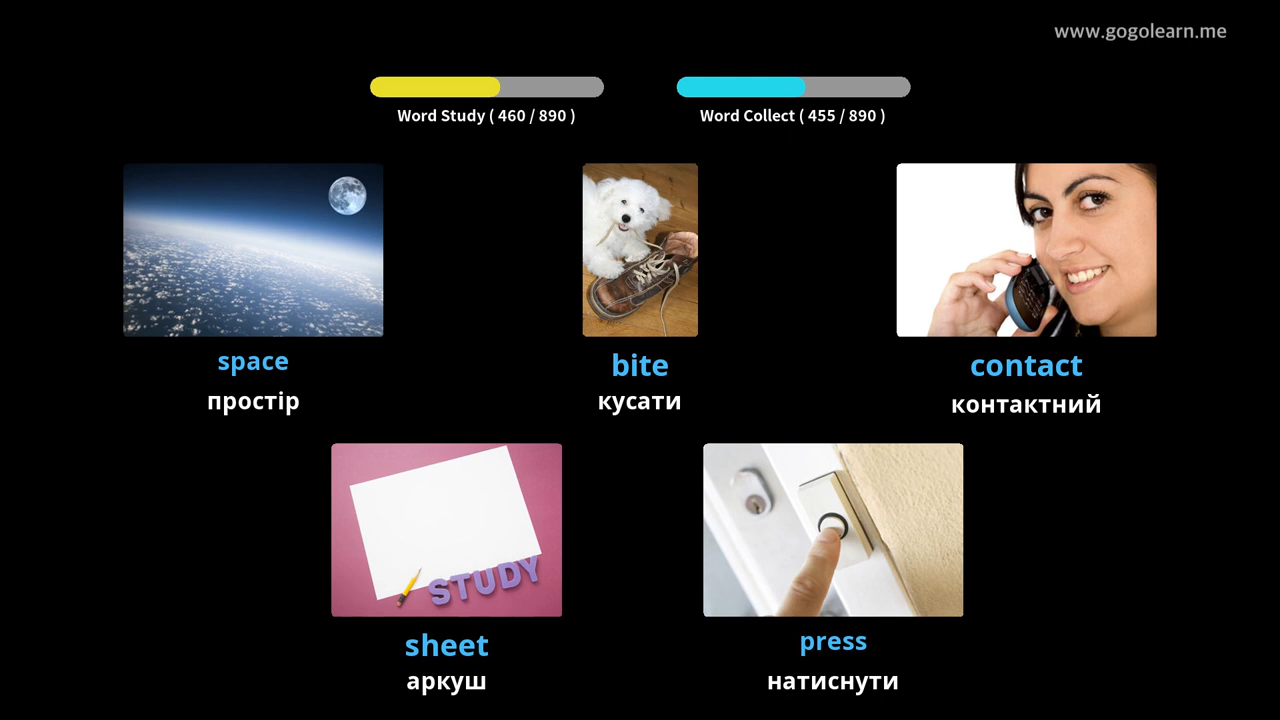 www.gogolearn.me
Word Study ( 460 / 890 )
Word Collect ( 455 / 890 )
space
простір
bite
кусати
contact
контактний
STUDY
sheet
аркуш
press
натиснути